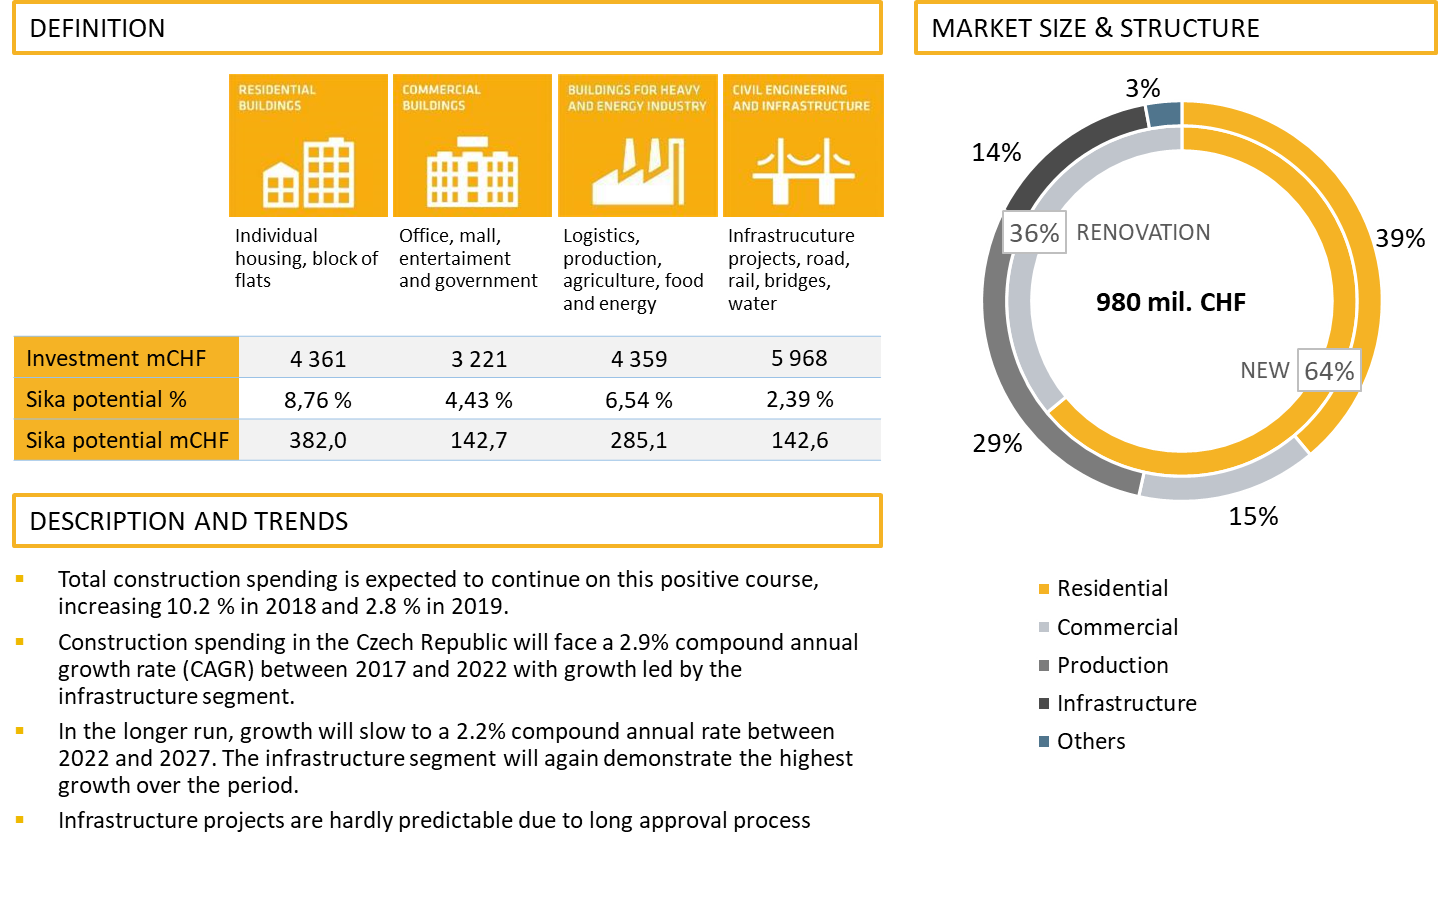 DEFINITION
RESIDENTIAL
BUILDINGS
COMMERCIAL
BUILDINGS
BUILDINGS FOR HEAVY
AND ENERGY INDUSTRY
CIVIL ENGINEERING
AND INFRASTRUCTURE
Individual
housing, block of
flats
Office, mall,
entertaiment
and government
Logistics,
production,
agriculture, food
and energy
Infrastrucuture
projects, road,
rail, bridges,
water
Investment mCHF 4 361 3 221 4 359 5 968
Sika potential % 8,76 % 4,43 % 6,54 % 2,39 %
Sika potential mCHF 382,0 142,7 285,1 142,6
DESCRIPTION AND TRENDS
Total construction spending is expected to continue on this positive course,
increasing 10.2 % in 2018 and 2.8 % in 2019.
Construction spending in the Czech Republic will face a 2.9% compound annual
growth rate (CAGR) between 2017 and 2022 with growth led by the
infrastructure segment.
In the longer run, growth will slow to a 2.2% compound annual rate between
2022 and 2027. The infrastructure segment will again demonstrate the highest
growth over the period.
Infrastructure projects are hardly predictable due to long approval process
MARKET SIZE & STRUCTURE
3%
14%
36% RENOVATION
39%
980 mil. CHF
NEW 64%
29%
15%
Residential
Commercial
Production
Infrastructure
Others